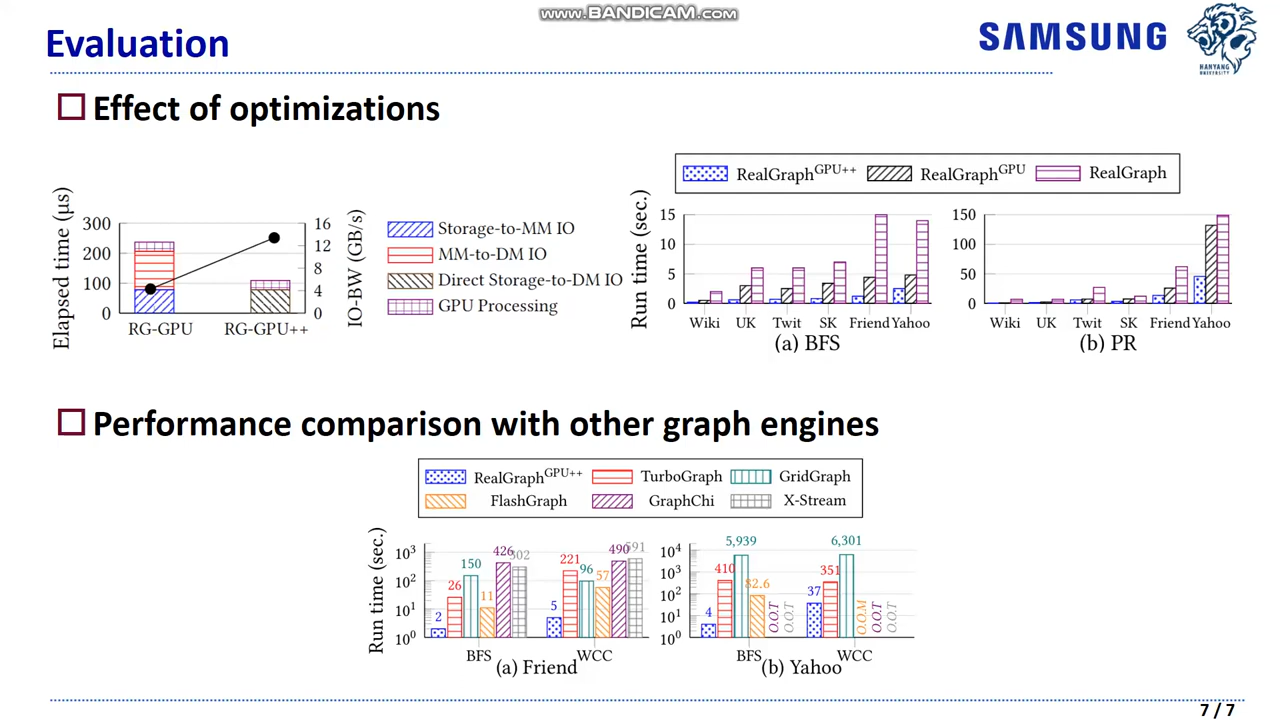 www.BANDICAM.com
Evaluation
SAMSUNG
HANYANG
UNIVERSITY
Effect of optimizations
Elapsed time (µs)
300
200
100
0
RG-GPU
RG-GPU++
16
12
8
4
0
IO-BW (GB/s)
Storage-to-MM IO
MM-to-DM IO
Direct Storage-to-DM IO
GPU Processing
RealGraphGPU++
RealGraphGPU
RealGraph
Run time (sec.)
15
10
5
0
Wiki UK Twit SK Friend Yahoo
(a) BFS
150
100
50
0
Wiki UK Twit SK Friend Yahoo
(b) PR
Performance comparison with other graph engines
RealGraphGPU++ TurboGraph GridGraph
FlashGraph GraphChi X-Stream
Run time (sec.)
10³
10²
10¹
10⁰
2 26 150 11 426 302
5 221 96 57 490 591
BFS WCC
(a) Friend
Run time (sec.)
10⁴
10³
10²
10¹
10⁰
4 410 5,939 82.6 O.O.T O.O.T
37 351 6,301 O.O.M O.O.T O.O.T
BFS WCC
(b) Yahoo
7 / 7